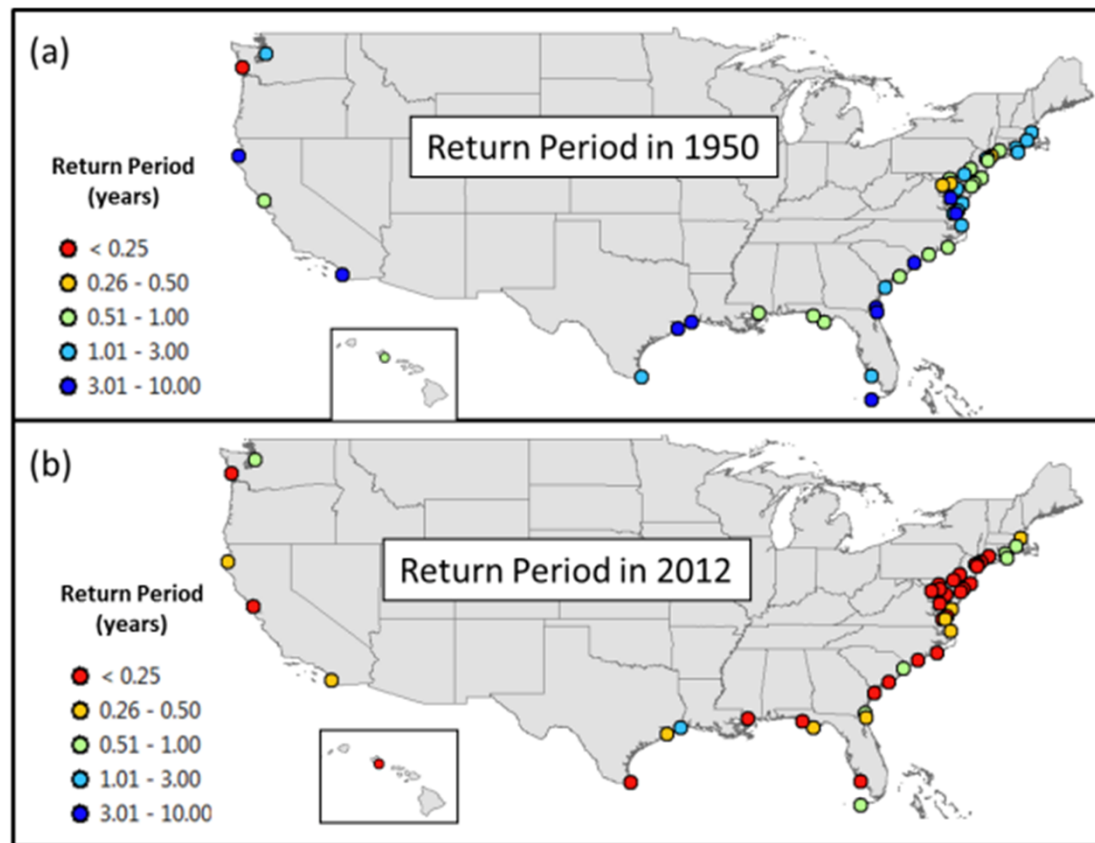 (a)
Return Period in 1950
Return Period
(years)
< 0.25
0.26 - 0.50
0.51 - 1.00
1.01 - 3.00
3.01 - 10.00
(b)
Return Period in 2012
Return Period
(years)
< 0.25
0.26 - 0.50
0.51 - 1.00
1.01 - 3.00
3.01 - 10.00